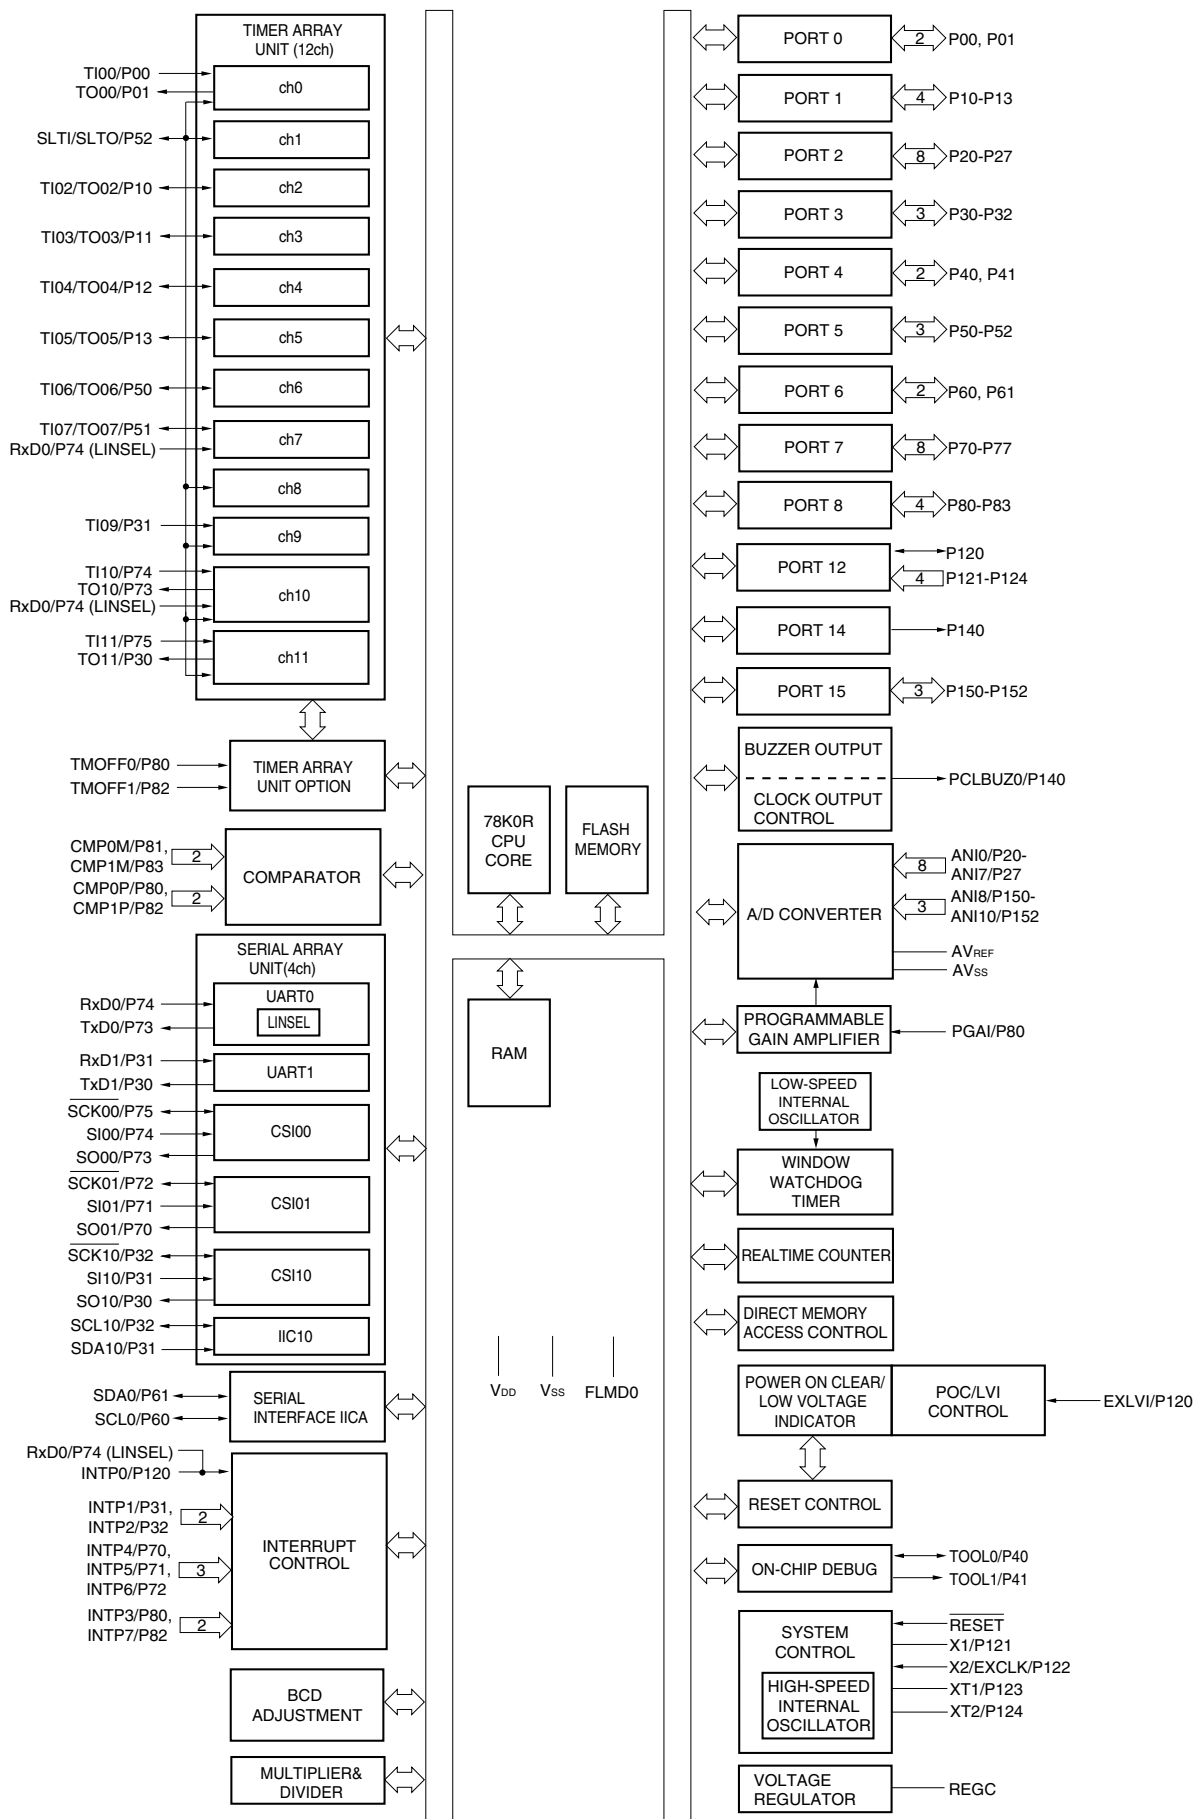 TIMER ARRAY
UNIT (12ch)
TI00/P00
TO00/P01
ch0
SLTI/SLTO/P52
ch1
TI02/TO02/P10
ch2
TI03/TO03/P11
ch3
TI04/TO04/P12
ch4
TI05/TO05/P13
ch5
TI06/TO06/P50
ch6
TI07/TO07/P51
RxD0/P74 (LINSEL)
ch7
ch8
TI09/P31
ch9
TI10/P74
TO10/P73
RxD0/P74 (LINSEL)
ch10
TI11/P75
TO11/P30
ch11
TMOFF0/P80
TMOFF1/P82
TIMER ARRAY
UNIT OPTION
CMP0M/P81,
CMP1M/P83
2
CMP0P/P80,
CMP1P/P82
2
COMPARATOR
SERIAL ARRAY
UNIT(4ch)
RxD0/P74
TxD0/P73
UART0
LINSEL
RxD1/P31
TxD1/P30
UART1
SCK00/P75
SI00/P74
SO00/P73
CSI00
SCK01/P72
SI01/P71
SO01/P70
CSI01
SCK10/P32
SI10/P31
SO10/P30
CSI10
SCL10/P32
SDA10/P31
IIC10
SDA0/P61
SCL0/P60
SERIAL
INTERFACE IICA
RxD0/P74 (LINSEL)
INTP0/P120
INTP1/P31,
INTP2/P32
2
INTP4/P70,
INTP5/P71,
INTP6/P72
3
INTP3/P80,
INTP7/P82
2
INTERRUPT
CONTROL
BCD
ADJUSTMENT
MULTIPLIER&
DIVIDER
78K0R
CPU
CORE
FLASH
MEMORY
RAM
VDD
VSS
FLMD0
PORT 0
2
P00, P01
PORT 1
4
P10-P13
PORT 2
8
P20-P27
PORT 3
3
P30-P32
PORT 4
2
P40, P41
PORT 5
3
P50-P52
PORT 6
2
P60, P61
PORT 7
8
P70-P77
PORT 8
4
P80-P83
PORT 12
P120
4
P121-P124
PORT 14
P140
PORT 15
3
P150-P152
BUZZER OUTPUT
CLOCK OUTPUT
CONTROL
PCLBUZ0/P140
A/D CONVERTER
8
ANI0/P20-
ANI7/P27
3
ANI8/P150-
ANI10/P152
AVREF
AVSS
PROGRAMMABLE
GAIN AMPLIFIER
PGAI/P80
LOW-SPEED
INTERNAL
OSCILLATOR
WINDOW
WATCHDOG
TIMER
REALTIME COUNTER
DIRECT MEMORY
ACCESS CONTROL
POWER ON CLEAR/
LOW VOLTAGE
INDICATOR
POC/LVI
CONTROL
EXLVI/P120
RESET CONTROL
ON-CHIP DEBUG
TOOL0/P40
TOOL1/P41
SYSTEM
CONTROL
HIGH-SPEED
INTERNAL
OSCILLATOR
RESET
X1/P121
X2/EXCLK/P122
XT1/P123
XT2/P124
VOLTAGE
REGULATOR
REGC